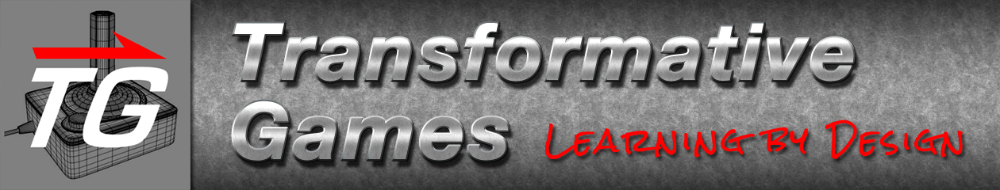 TG
Transformative
Games
Learning by Design